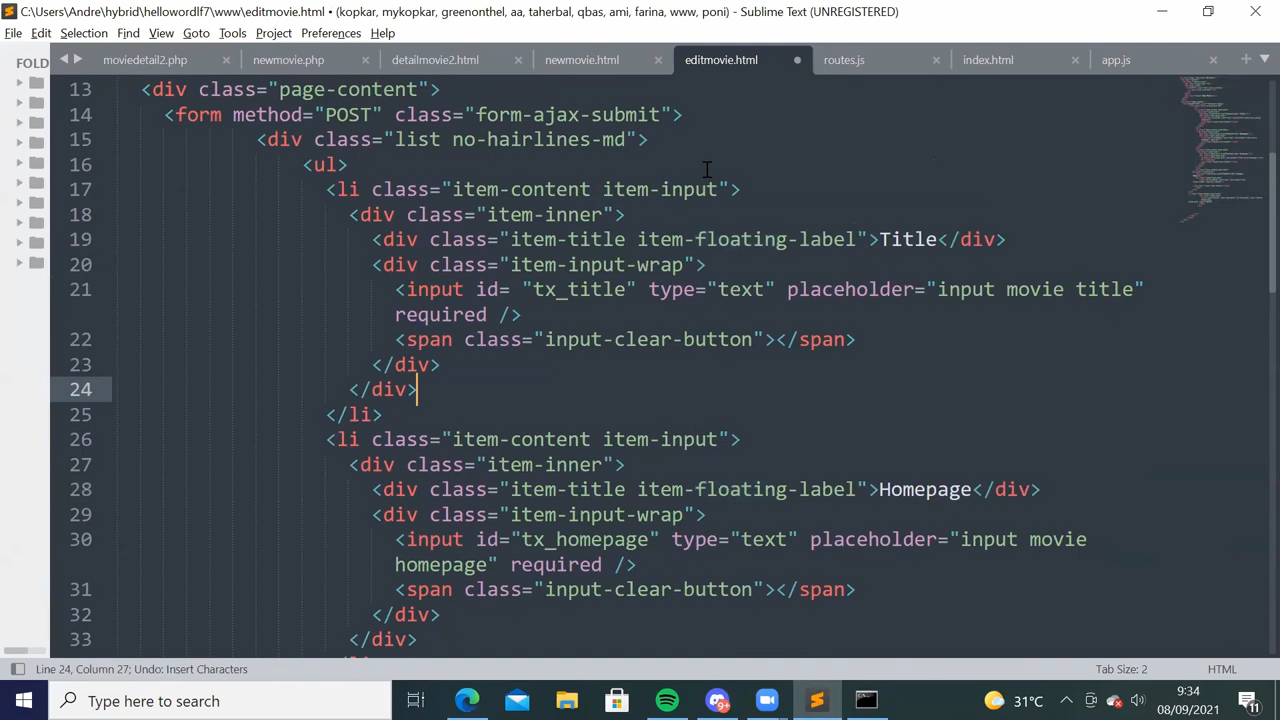 C:\Users\Andre\hybrid\hellowordlf7\www\editmovie.html • (kopkar, mykopkar, greenonthel, aa, taherbal, qbas, ami, farina, www, poni) - Sublime Text (UNREGISTERED)
File Edit Selection Find View Goto Tools Project Preferences Help
FOLD
moviedetail2.php newmovie.php detailmovie2.html newmovie.html editmovie.html routes.js index.html app.js
13 <div class="page-content">
14 <form method="POST" class="form-ajax-submit">
15 <div class="list no-hairlines-md">
16 <ul>
17 <li class="item-content item-input">
18 <div class="item-inner">
19 <div class="item-title item-floating-label">Title</div>
20 <div class="item-input-wrap">
21 <input id= "tx_title" type="text" placeholder="input movie title"
required />
22 <span class="input-clear-button"></span>
23 </div>
24 </div>
25 </li>
26 <li class="item-content item-input">
27 <div class="item-inner">
28 <div class="item-title item-floating-label">Homepage</div>
29 <div class="item-input-wrap">
30 <input id="tx_homepage" type="text" placeholder="input movie
homepage" required />
31 <span class="input-clear-button"></span>
32 </div>
33 </div>
Line 24, Column 27; Undo: Insert Characters Tab Size: 2 HTML
Type here to search 9+ 31°C 9:34
08/09/2021 11